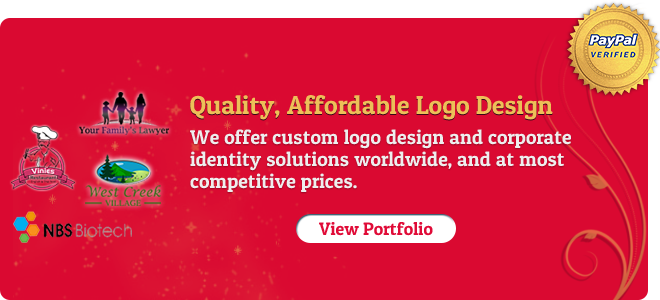 PayPal
VERIFIED
Your Family's Lawyer
Vinies
West Creek
VILLAGE
NBS Biotech
Quality, Affordable Logo Design
We offer custom logo design and corporate
identity solutions worldwide, and at most
competitive prices.
View Portfolio